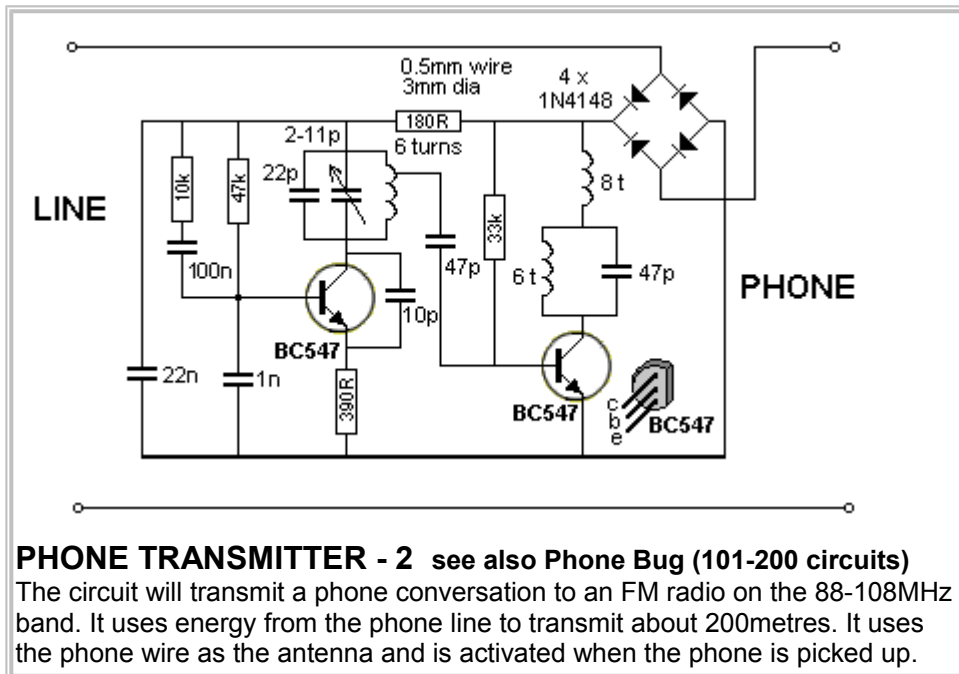 0.5mm wire
3mm dia
4 x
1N4148
180R
6 turns
2-11p
22p
10k
47k
LINE
100n
47p
33k
8 t
6 t
47p
PHONE
10p
BC547
22n
1n
390R
BC547
c
b
e
BC547
PHONE TRANSMITTER - 2 see also Phone Bug (101-200 circuits)
The circuit will transmit a phone conversation to an FM radio on the 88-108MHz
band. It uses energy from the phone line to transmit about 200metres. It uses
the phone wire as the antenna and is activated when the phone is picked up.